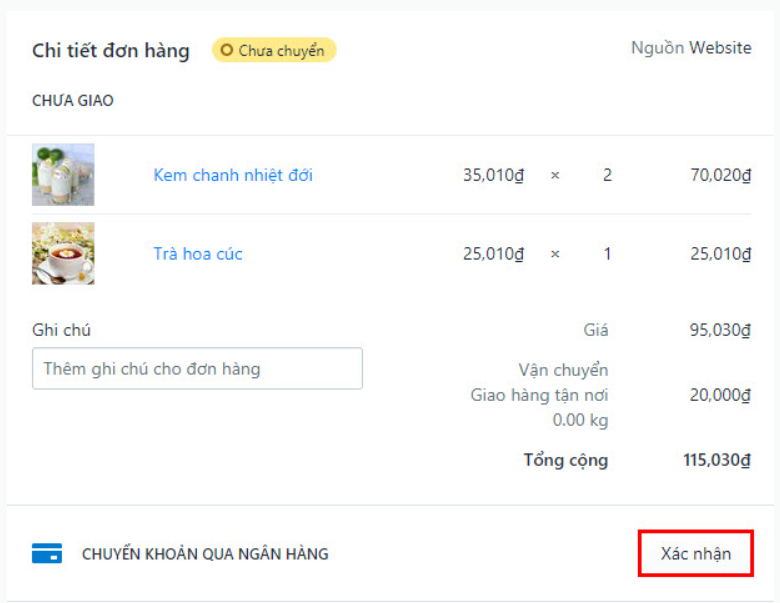 Chi tiết đơn hàng Chưa chuyển Nguồn Website
CHƯA GIAO
Kem chanh nhiệt đới 35,010₫ × 2 70,020₫
Trà hoa cúc 25,010₫ × 1 25,010₫
Ghi chú Giá 95,030₫
Thêm ghi chú cho đơn hàng
Vận chuyển
Giao hàng tận nơi 20,000₫
0.00 kg
Tổng cộng 115,030₫
CHUYỂN KHOẢN QUA NGÂN HÀNG Xác nhận